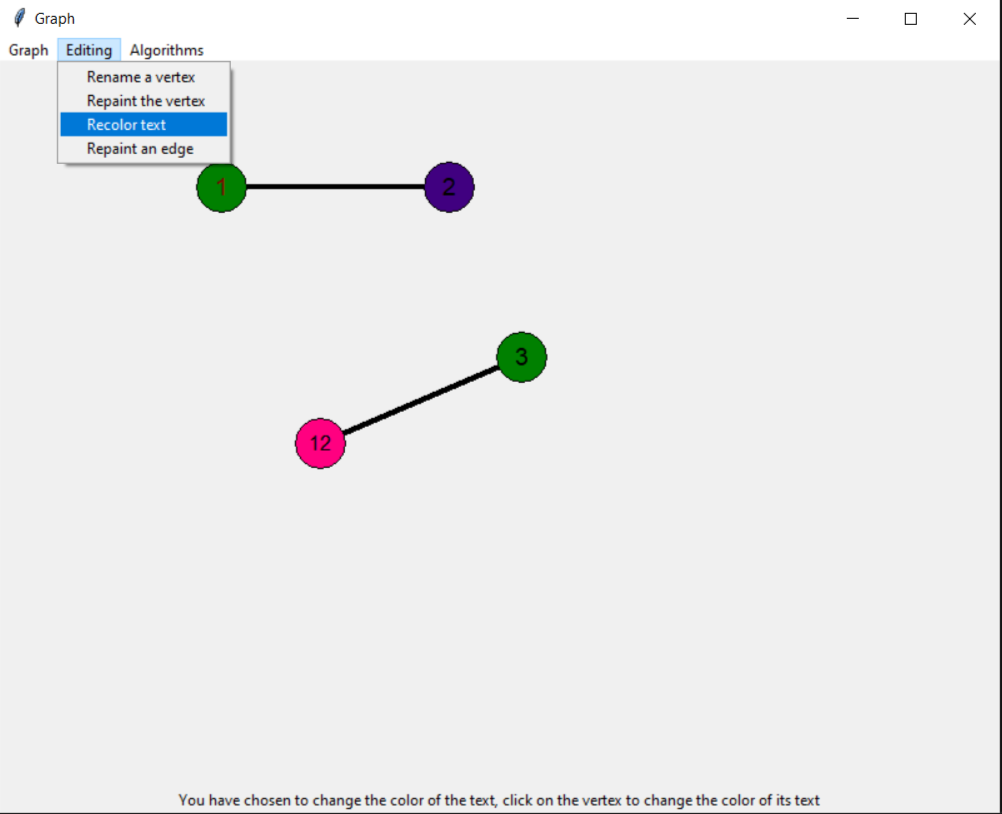 Graph
Graph Editing Algorithms
Rename a vertex
Repaint the vertex
Recolor text
Repaint an edge
1 2
3
12
You have chosen to change the color of the text, click on the vertex to change the color of its text